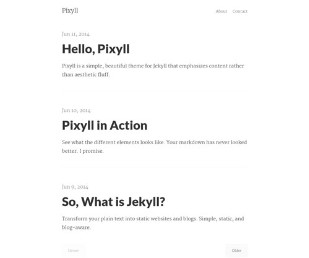 Pixyll
About Contact
Jun 11, 2014
Hello, Pixyll
Pixyll is a simple, beautiful theme for Jekyll that emphasizes content rather
than aesthetic fluff.
Jun 10, 2014
Pixyll in Action
See what the different elements looks like. Your markdown has never looked
better. I promise.
Jun 9, 2014
So, What is Jekyll?
Transform your plain text into static websites and blogs. Simple, static, and
blog-aware.
Newer Older